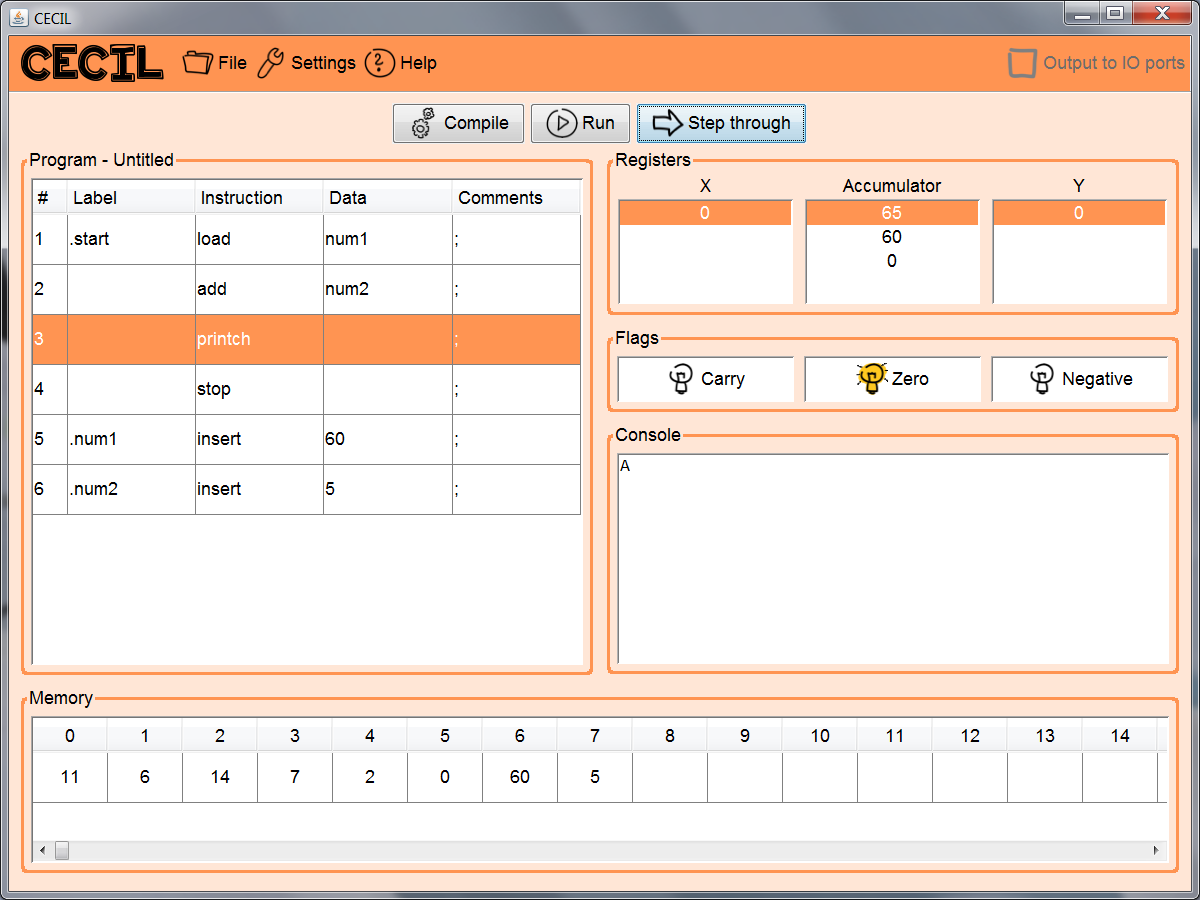 CECIL
CECIL File Settings ? Help Output to IO ports
Compile Run Step through
Program - Untitled
# Label Instruction Data Comments
1 .start load num1 ;
2 add num2 ;
3 printch ;
4 stop ;
5 .num1 insert 60 ;
6 .num2 insert 5 ;
Registers
X Accumulator Y
0 65 0
60
0
Flags
Carry Zero Negative
Console
A
Memory
0 1 2 3 4 5 6 7 8 9 10 11 12 13 14
11 6 14 7 2 0 60 5